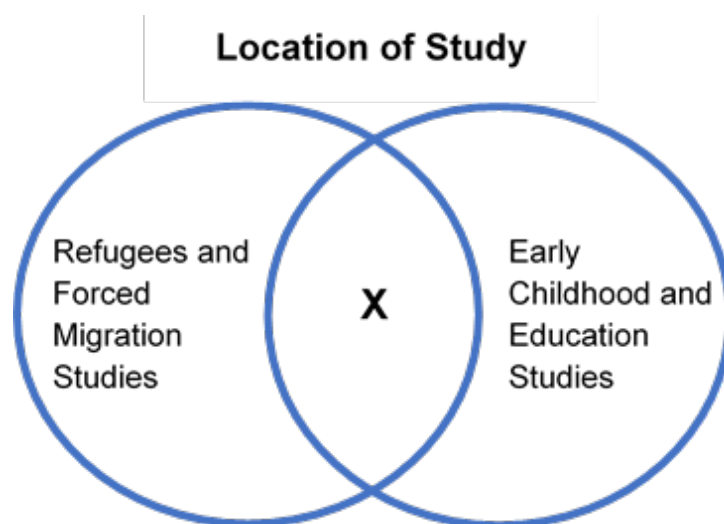 Location of Study
Refugees and
Forced
Migration
Studies
X
Early
Childhood and
Education
Studies